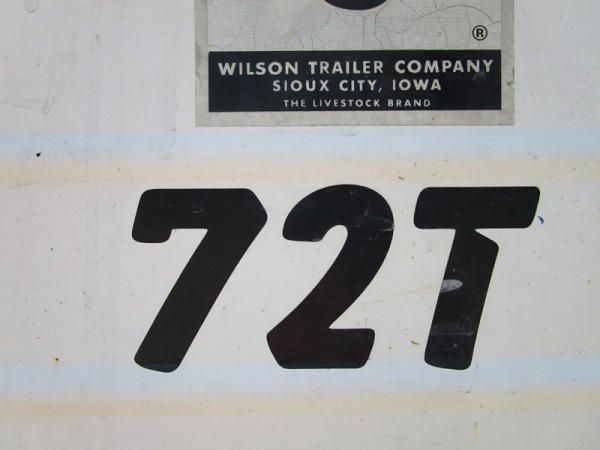 ®
WILSON TRAILER COMPANY
SIOUX CITY, IOWA
THE LIVESTOCK BRAND
72T